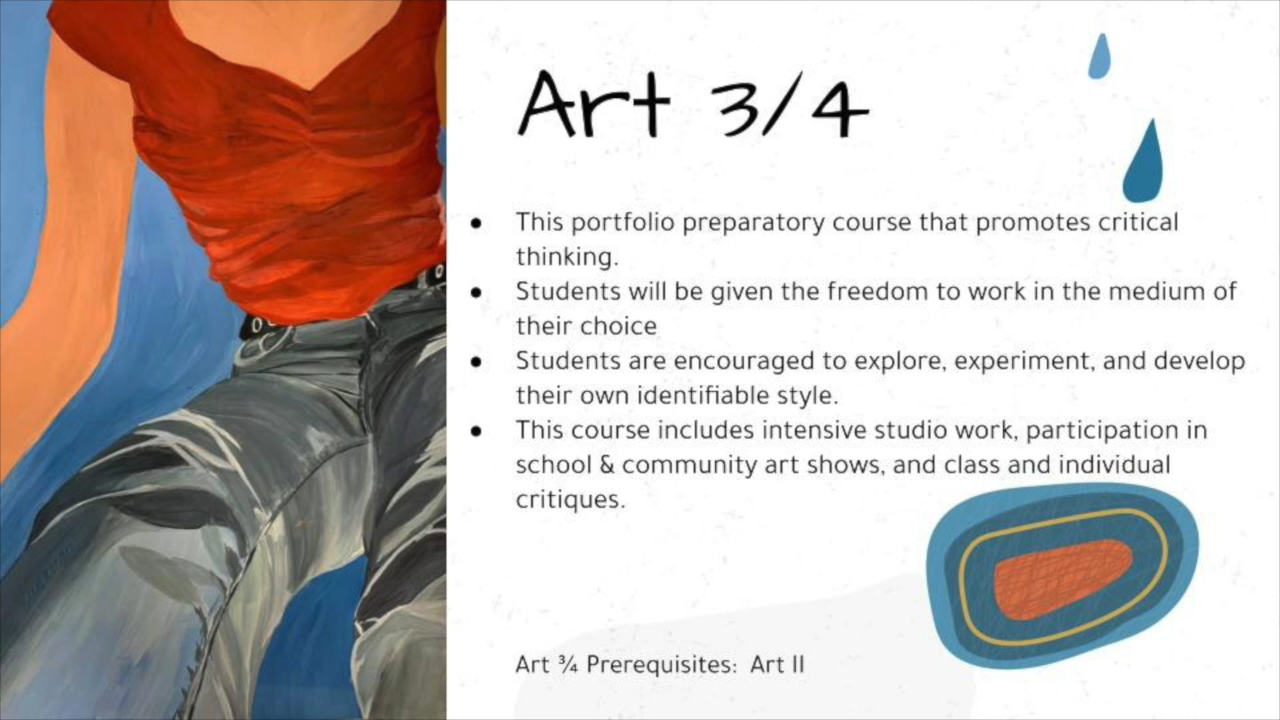 Art 3/4
● This portfolio preparatory course that promotes critical
thinking.
● Students will be given the freedom to work in the medium of
their choice
● Students are encouraged to explore, experiment, and develop
their own identifiable style.
● This course includes intensive studio work, participation in
school & community art shows, and class and individual
critiques.
Art ¾ Prerequisites:  Art II